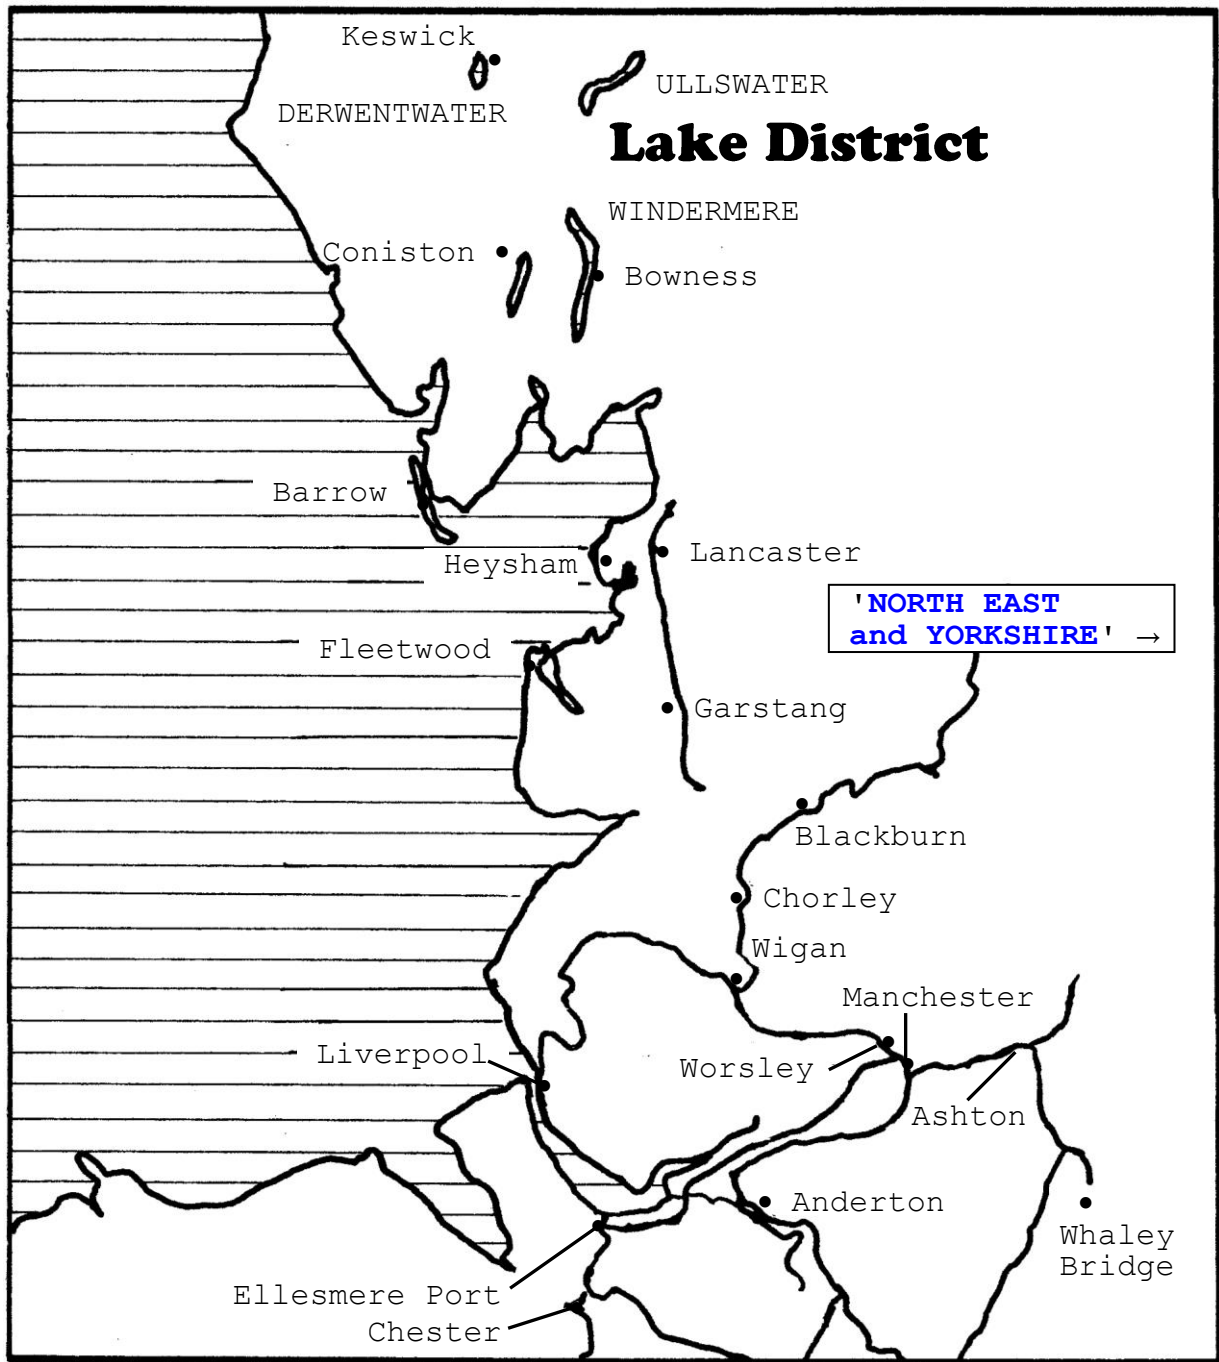 Keswick
ULLSWATER
DERWENTWATER
Lake District
WINDERMERE
Coniston
Bowness
Barrow
Lancaster
Heysham
'NORTH EAST
and YORKSHIRE' →
Fleetwood
Garstang
Blackburn
Chorley
Wigan
Manchester
Liverpool
Worsley
Ashton
Anderton
Whaley
Bridge
Ellesmere Port
Chester